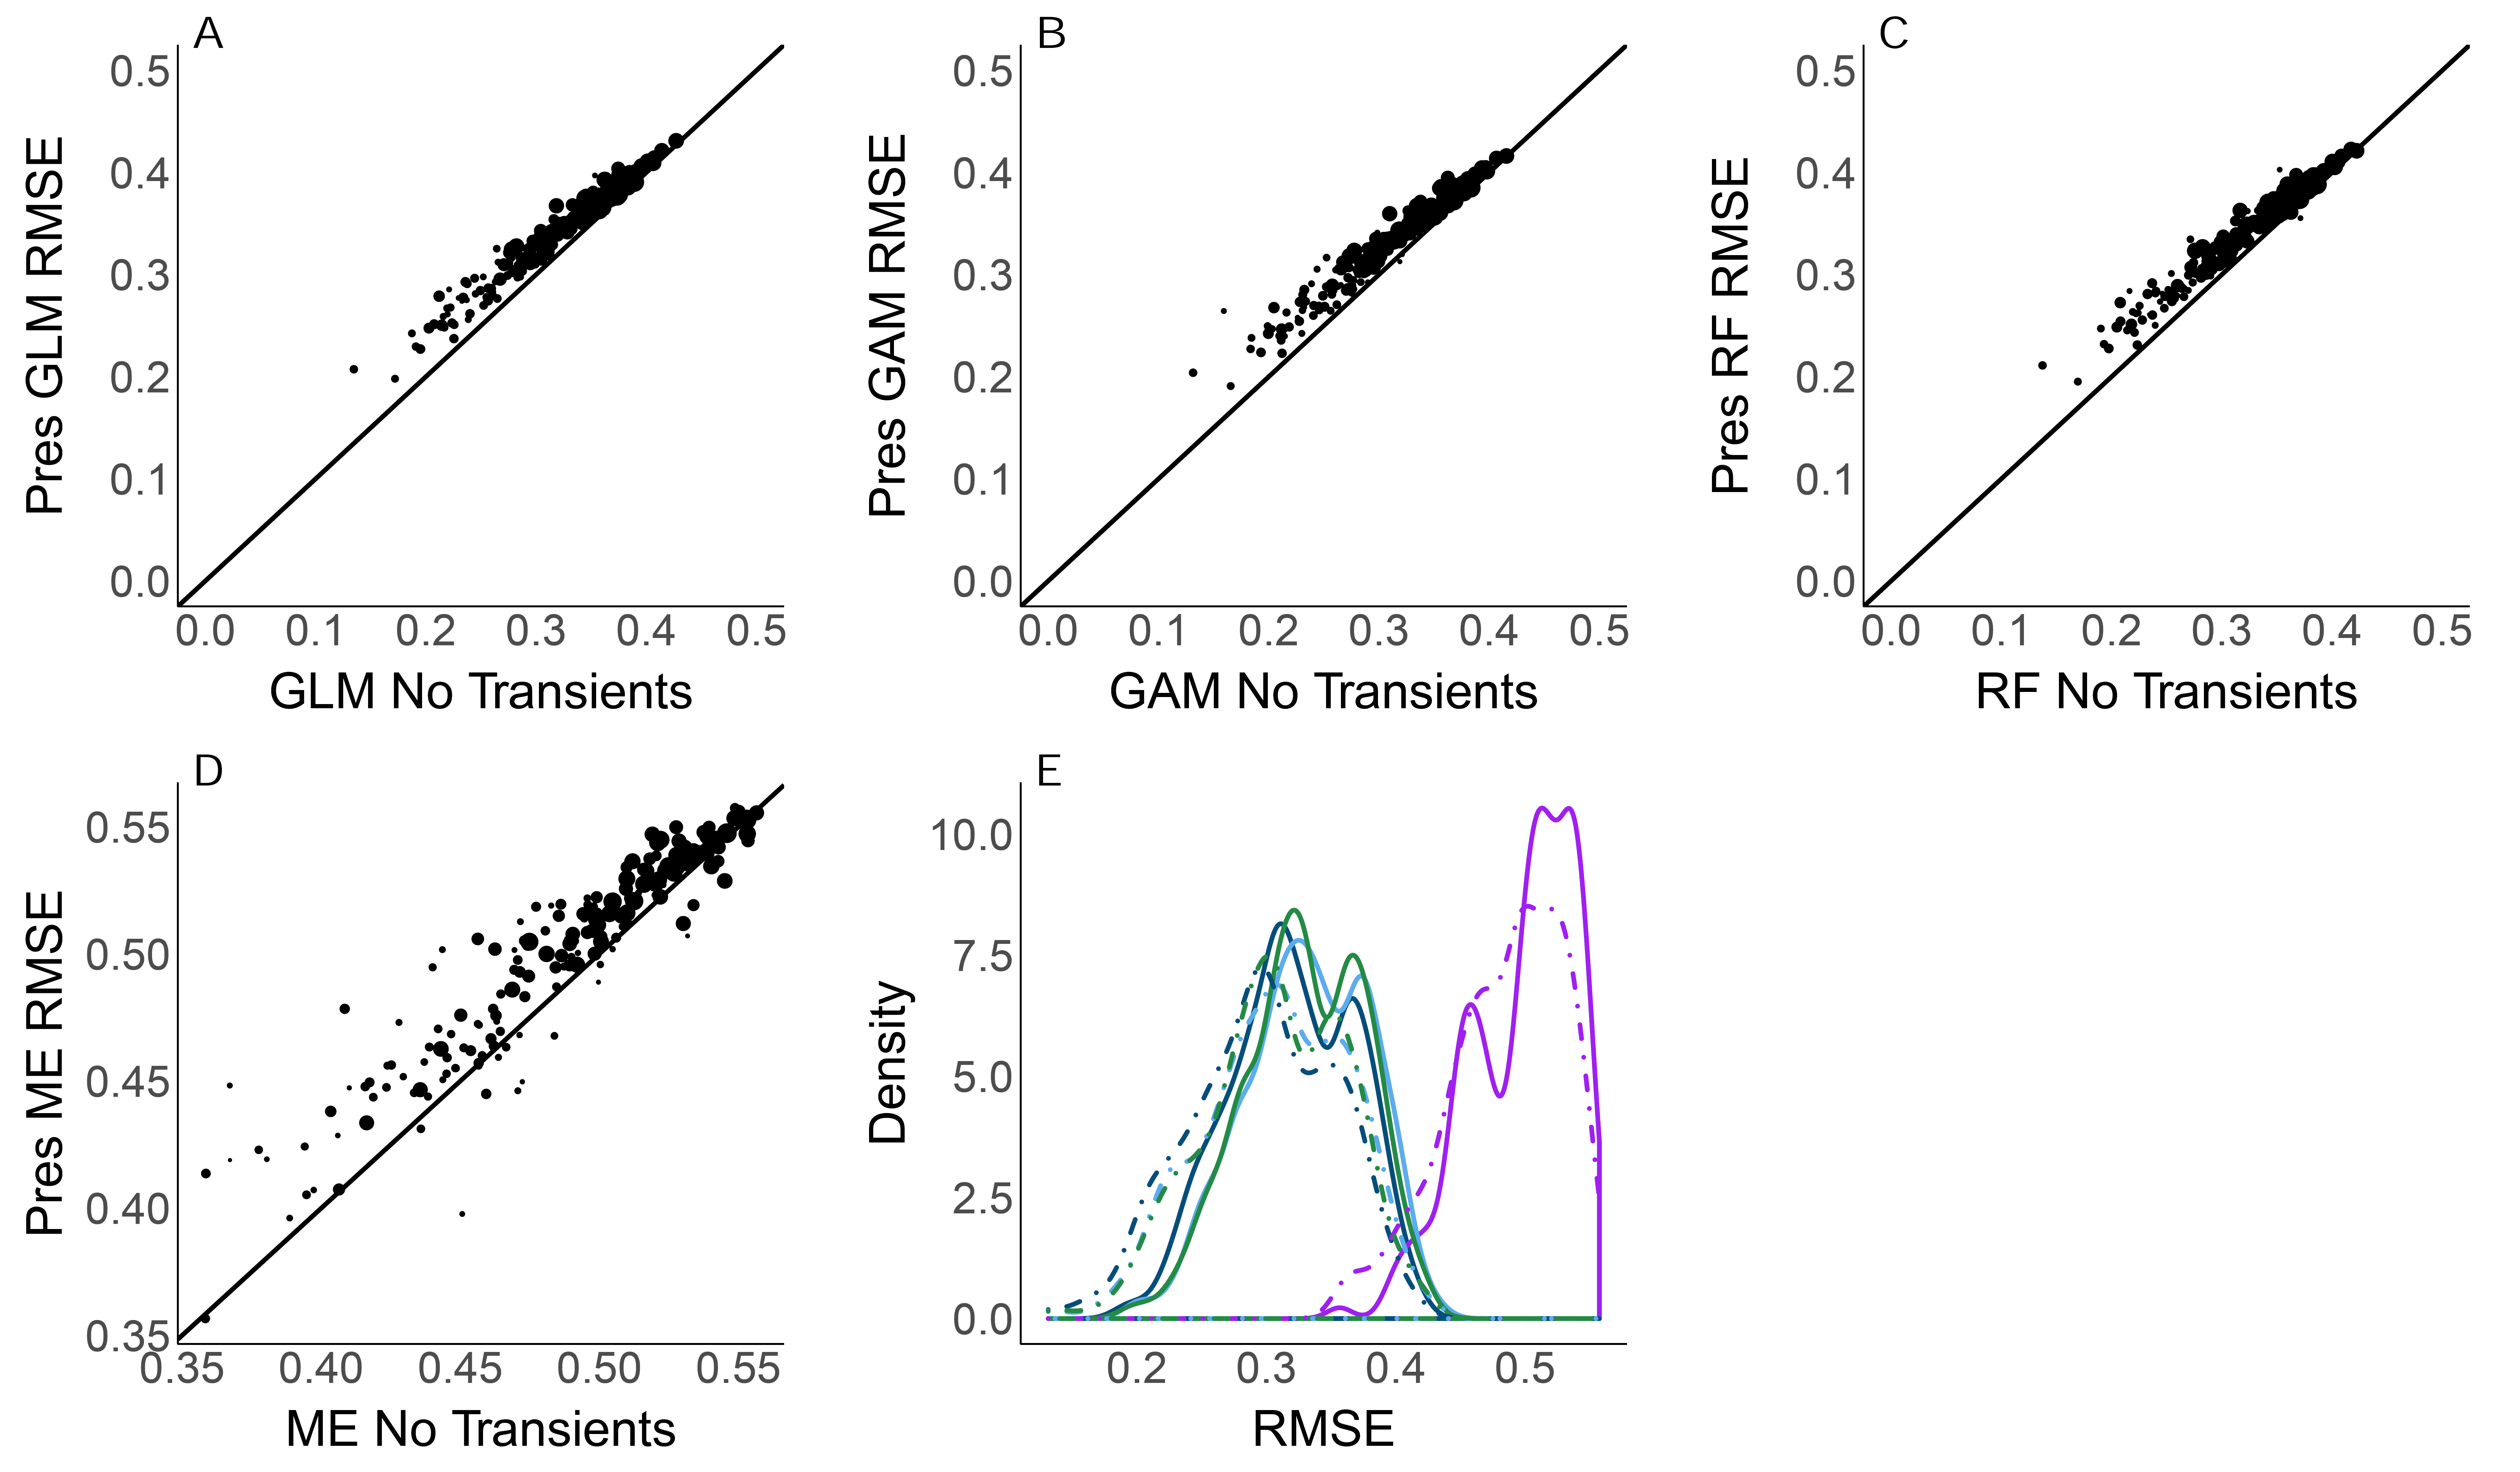 A
Pres GLM RMSE
0.5
0.4
0.3
0.2
0.1
0.0
0.0 0.1 0.2 0.3 0.4 0.5
GLM No Transients
B
Pres GAM RMSE
0.5
0.4
0.3
0.2
0.1
0.0
0.0 0.1 0.2 0.3 0.4 0.5
GAM No Transients
C
Pres RF RMSE
0.5
0.4
0.3
0.2
0.1
0.0
0.0 0.1 0.2 0.3 0.4 0.5
RF No Transients
D
Pres ME RMSE
0.55
0.50
0.45
0.40
0.35
0.35 0.40 0.45 0.50 0.55
ME No Transients
E
Density
10.0
7.5
5.0
2.5
0.0
0.2 0.3 0.4 0.5
RMSE